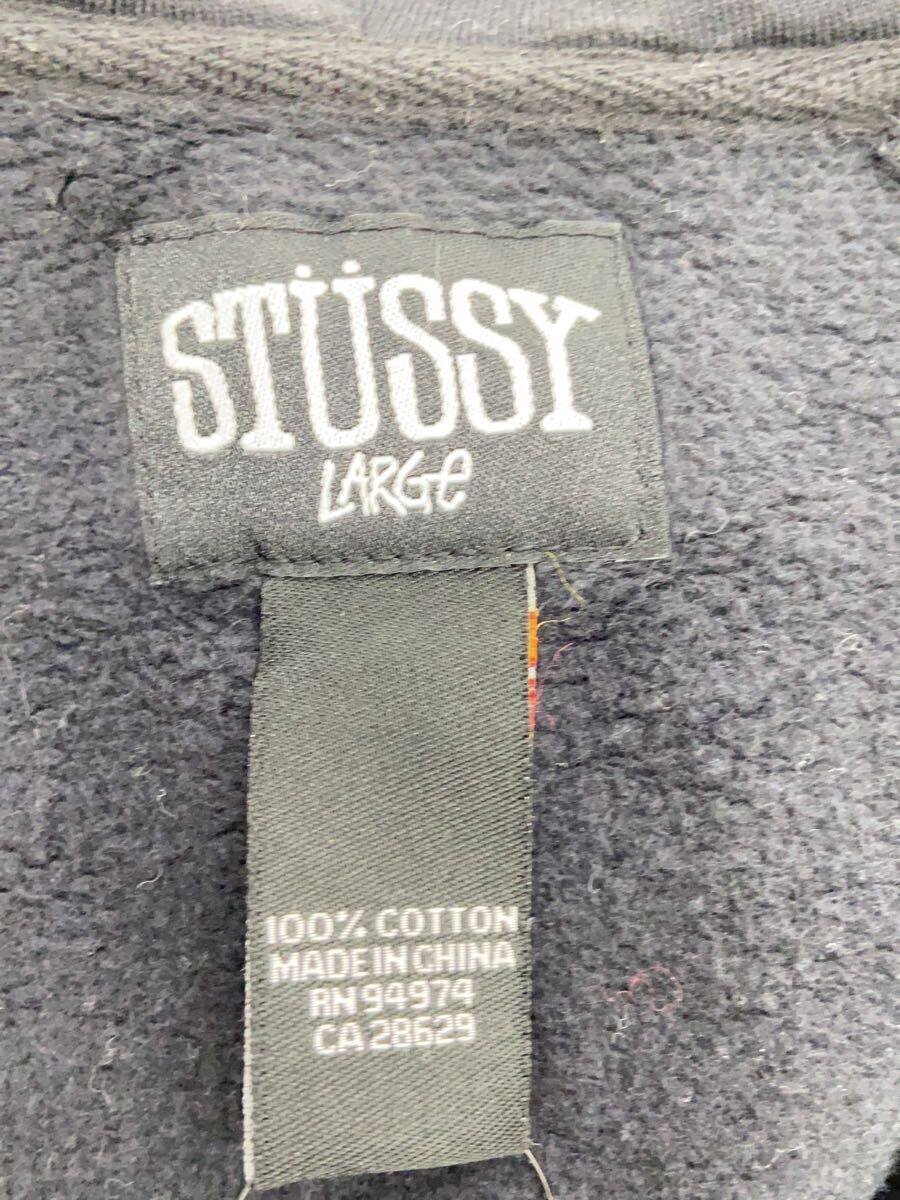 STÜSSY
LARGe
100% COTTON
MADE IN CHINA
RN 94974
CA 28629